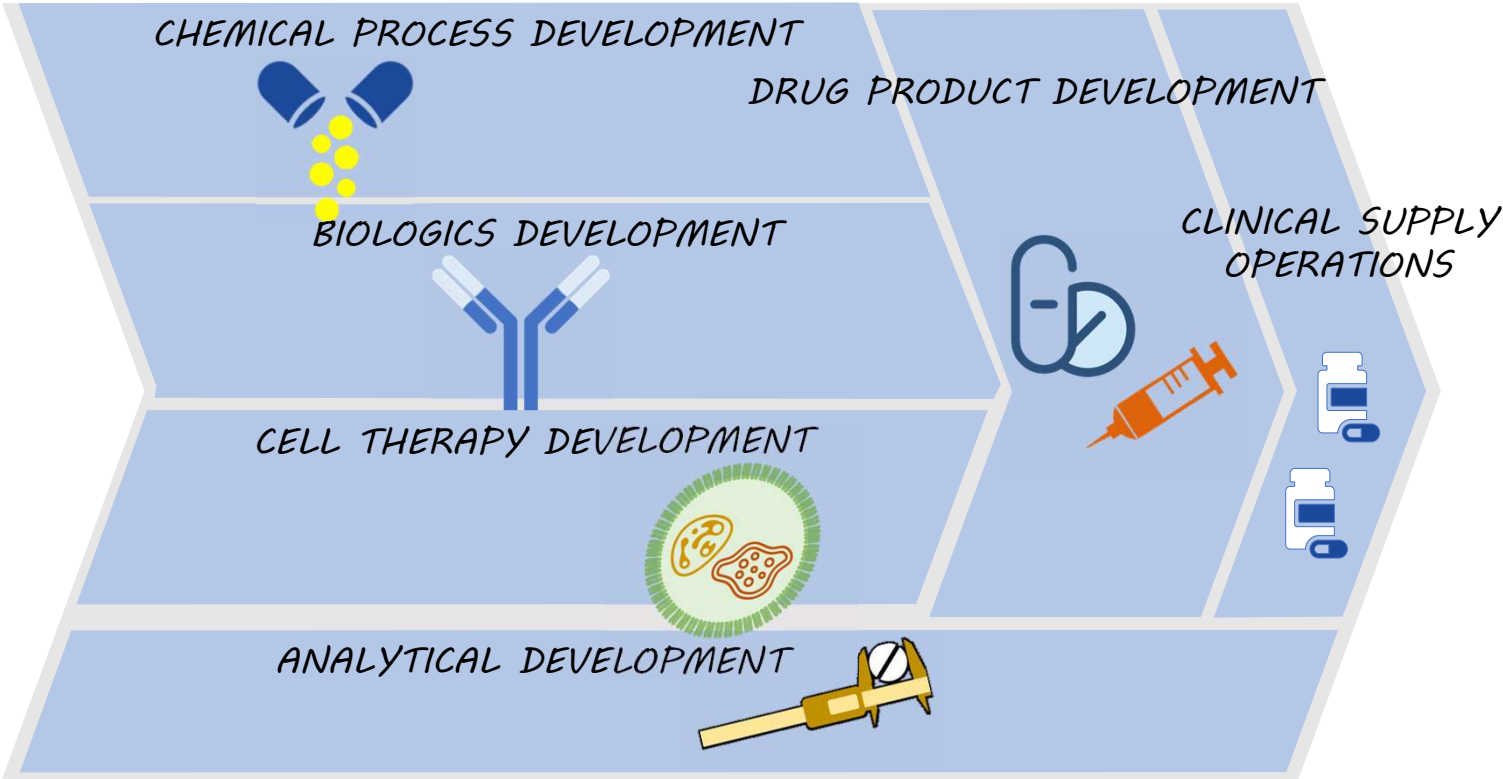 CHEMICAL PROCESS DEVELOPMENT
DRUG PRODUCT DEVELOPMENT
BIOLOGICS DEVELOPMENT
CLINICAL SUPPLY
OPERATIONS
CELL THERAPY DEVELOPMENT
ANALYTICAL DEVELOPMENT